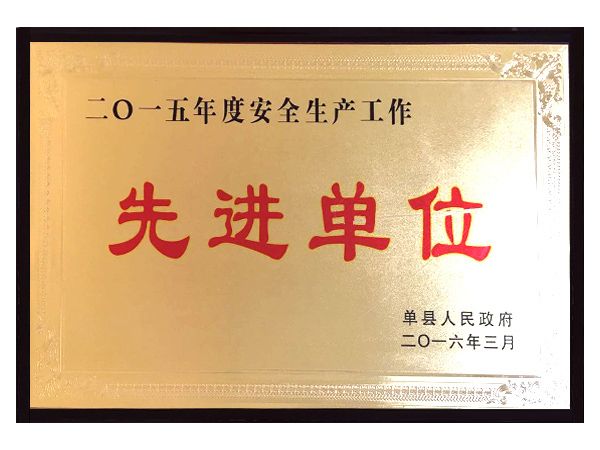 二〇一五年度安全生产工作
先进单位
单县人民政府
二〇一六年三月